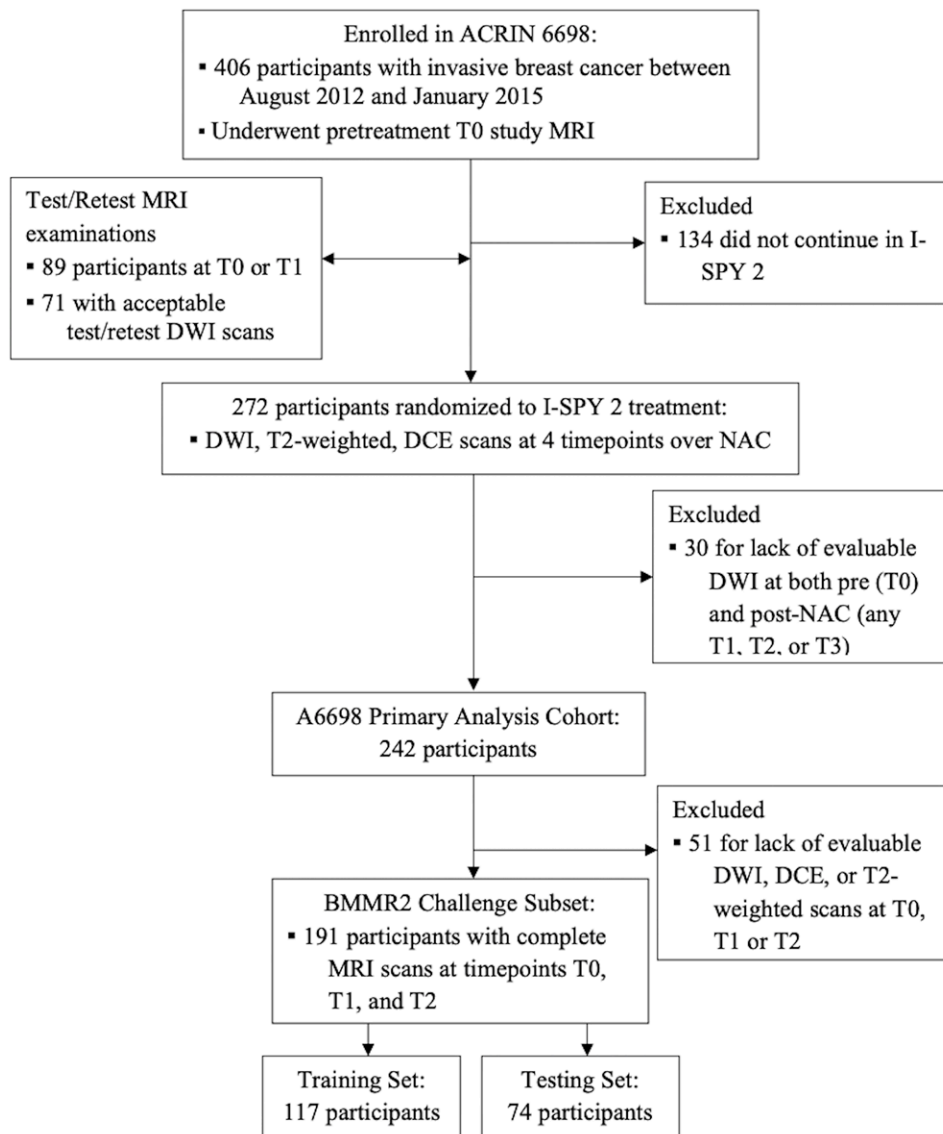 Enrolled in ACRIN 6698:
▪ 406 participants with invasive breast cancer between
August 2012 and January 2015
▪ Underwent pretreatment T0 study MRI
Test/Retest MRI
examinations
▪ 89 participants at T0 or T1
▪ 71 with acceptable
test/retest DWI scans
Excluded
▪ 134 did not continue in I-
SPY 2
272 participants randomized to I-SPY 2 treatment:
▪ DWI, T2-weighted, DCE scans at 4 timepoints over NAC
Excluded
▪ 30 for lack of evaluable
DWI at both pre (T0)
and post-NAC (any
T1, T2, or T3)
A6698 Primary Analysis Cohort:
242 participants
Excluded
▪ 51 for lack of evaluable
DWI, DCE, or T2-
weighted scans at T0,
T1 or T2
BMMR2 Challenge Subset:
▪ 191 participants with complete
MRI scans at timepoints T0,
T1, and T2
Training Set:
117 participants
Testing Set:
74 participants